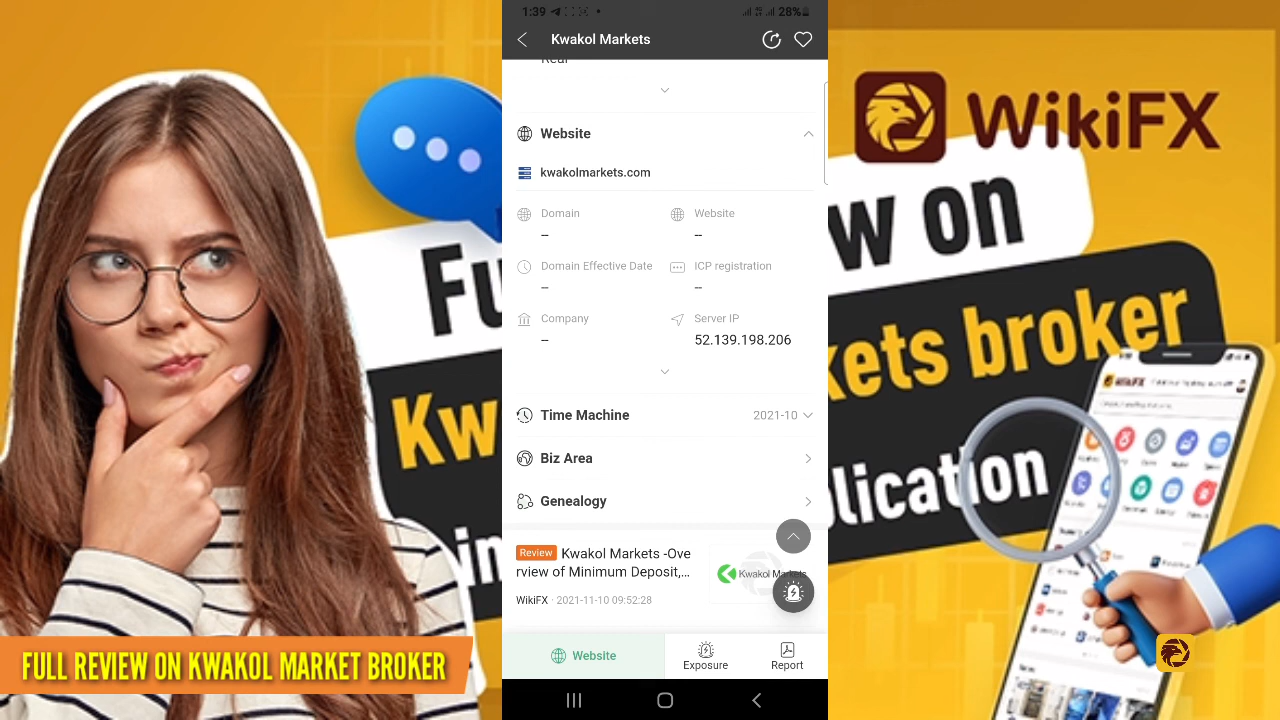 1:39
28%
Kwakol Markets
Real
Website
kwakolmarkets.com
Domain
Website
--
--
Domain Effective Date
ICP registration
--
--
Company
Server IP
--
52.139.198.206
Time Machine
2021-10
Biz Area
Genealogy
Review Kwakol Markets -Ove
rview of Minimum Deposit,...
WikiFX · 2021-11-10 09:52:28
Kwakol Markets
Website
Exposure
Report
Fu
Kw
in
WikiFX
w on
kets broker
plication
FULL REVIEW ON KWAKOL MARKET BROKER